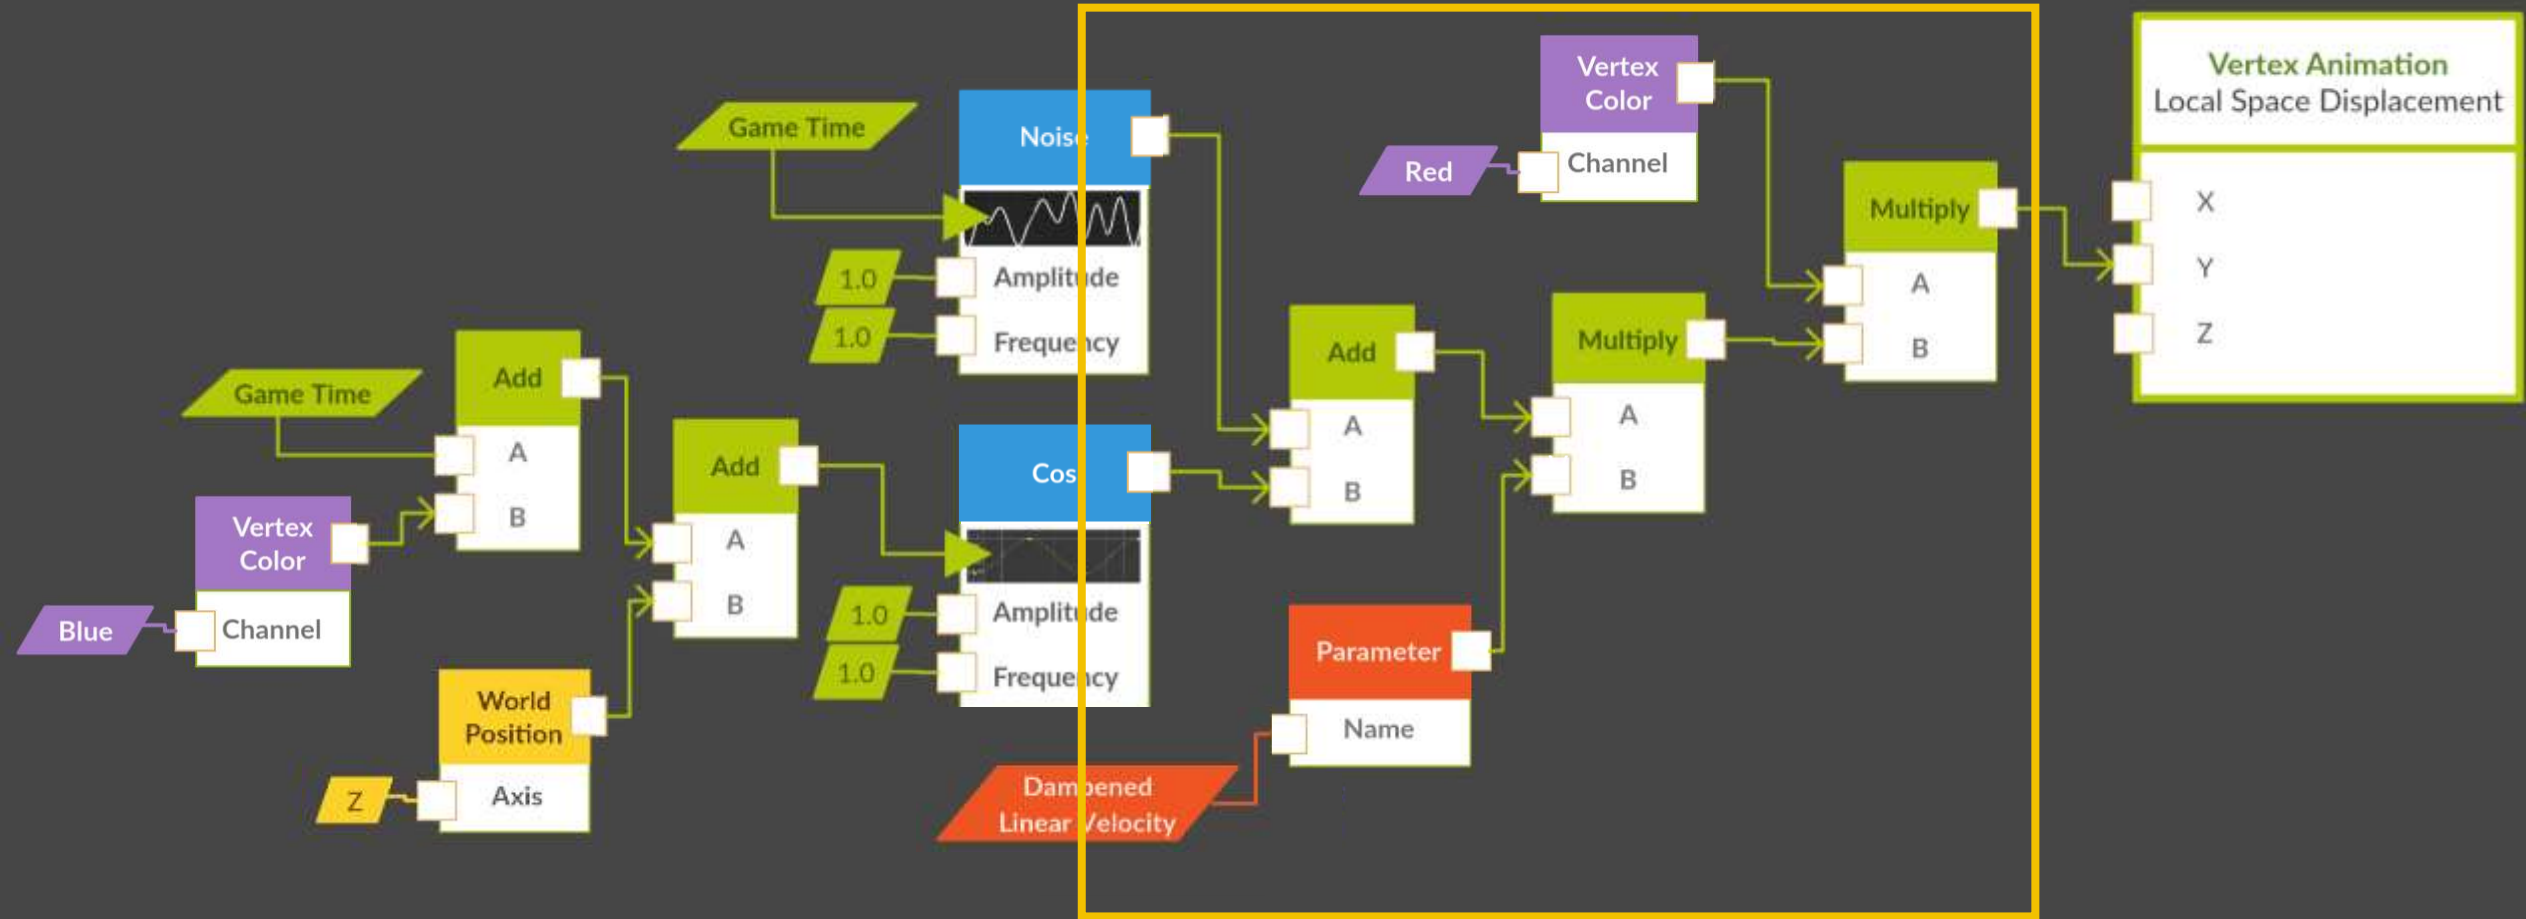 Game Time
Noise
Amplitude
1.0
Frequency
1.0
Vertex
Color
Channel
Red
Multiply
A
B
Vertex Animation
Local Space Displacement
X
Y
Z
Game Time
Add
A
B
Vertex
Color
Channel
Blue
World
Position
Axis
Z
Add
A
B
Cos
Amplitude
1.0
Frequency
1.0
Add
A
B
Multiply
A
B
Parameter
Name
Dampened
Linear Velocity